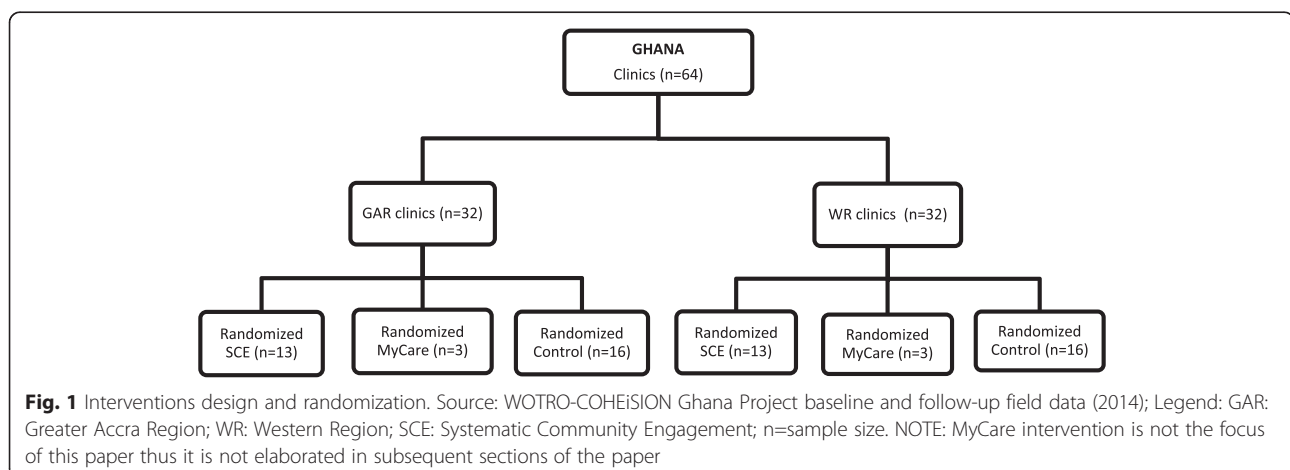 GHANA
Clinics (n=64)
GAR clinics (n=32)
WR clinics (n=32)
Randomized
SCE (n=13)
Randomized
MyCare (n=3)
Randomized
Control (n=16)
Randomized
SCE (n=13)
Randomized
MyCare (n=3)
Randomized
Control (n=16)
Fig. 1 Interventions design and randomization. Source: WOTRO-COHEiSION Ghana Project baseline and follow-up field data (2014); Legend: GAR:
Greater Accra Region; WR: Western Region; SCE: Systematic Community Engagement; n=sample size. NOTE: MyCare intervention is not the focus
of this paper thus it is not elaborated in subsequent sections of the paper